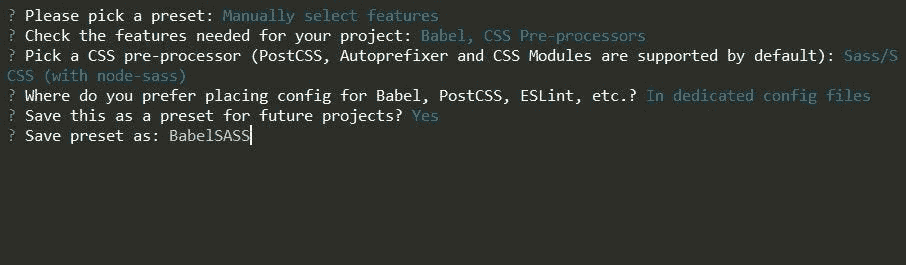 ? Please pick a preset: Manually select features
? Check the features needed for your project: Babel, CSS Pre-processors
? Pick a CSS pre-processor (PostCSS, Autoprefixer and CSS Modules are supported by default): Sass/S
CSS (with node-sass)
? Where do you prefer placing config for Babel, PostCSS, ESLint, etc.? In dedicated config files
? Save this as a preset for future projects? Yes
? Save preset as: BabelSASS